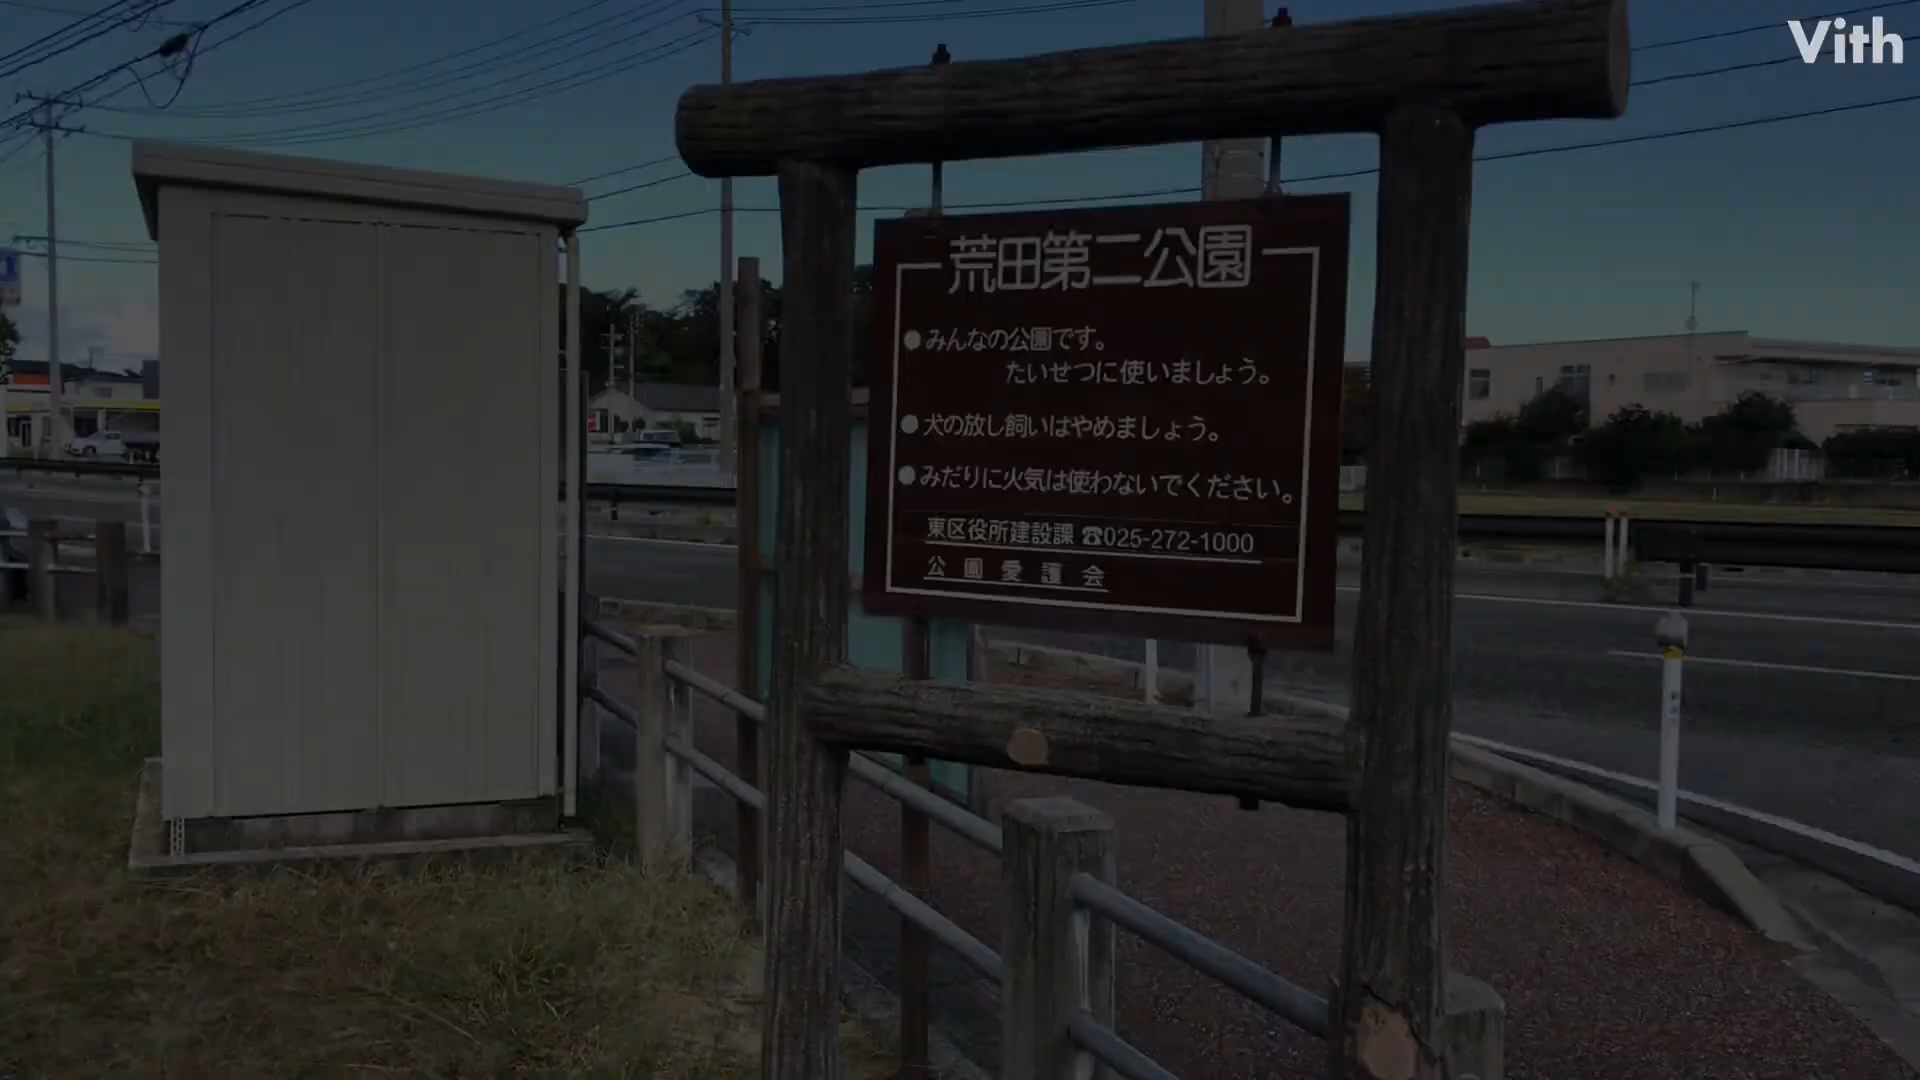 Vith
荒田第二公園
●みんなの公園です。
たいせつに使いましょう。
●犬の放し飼いはやめましょう。
●みだりに火気は使わないでください。
東区役所建設課 ☎025-272-1000
公園愛護会